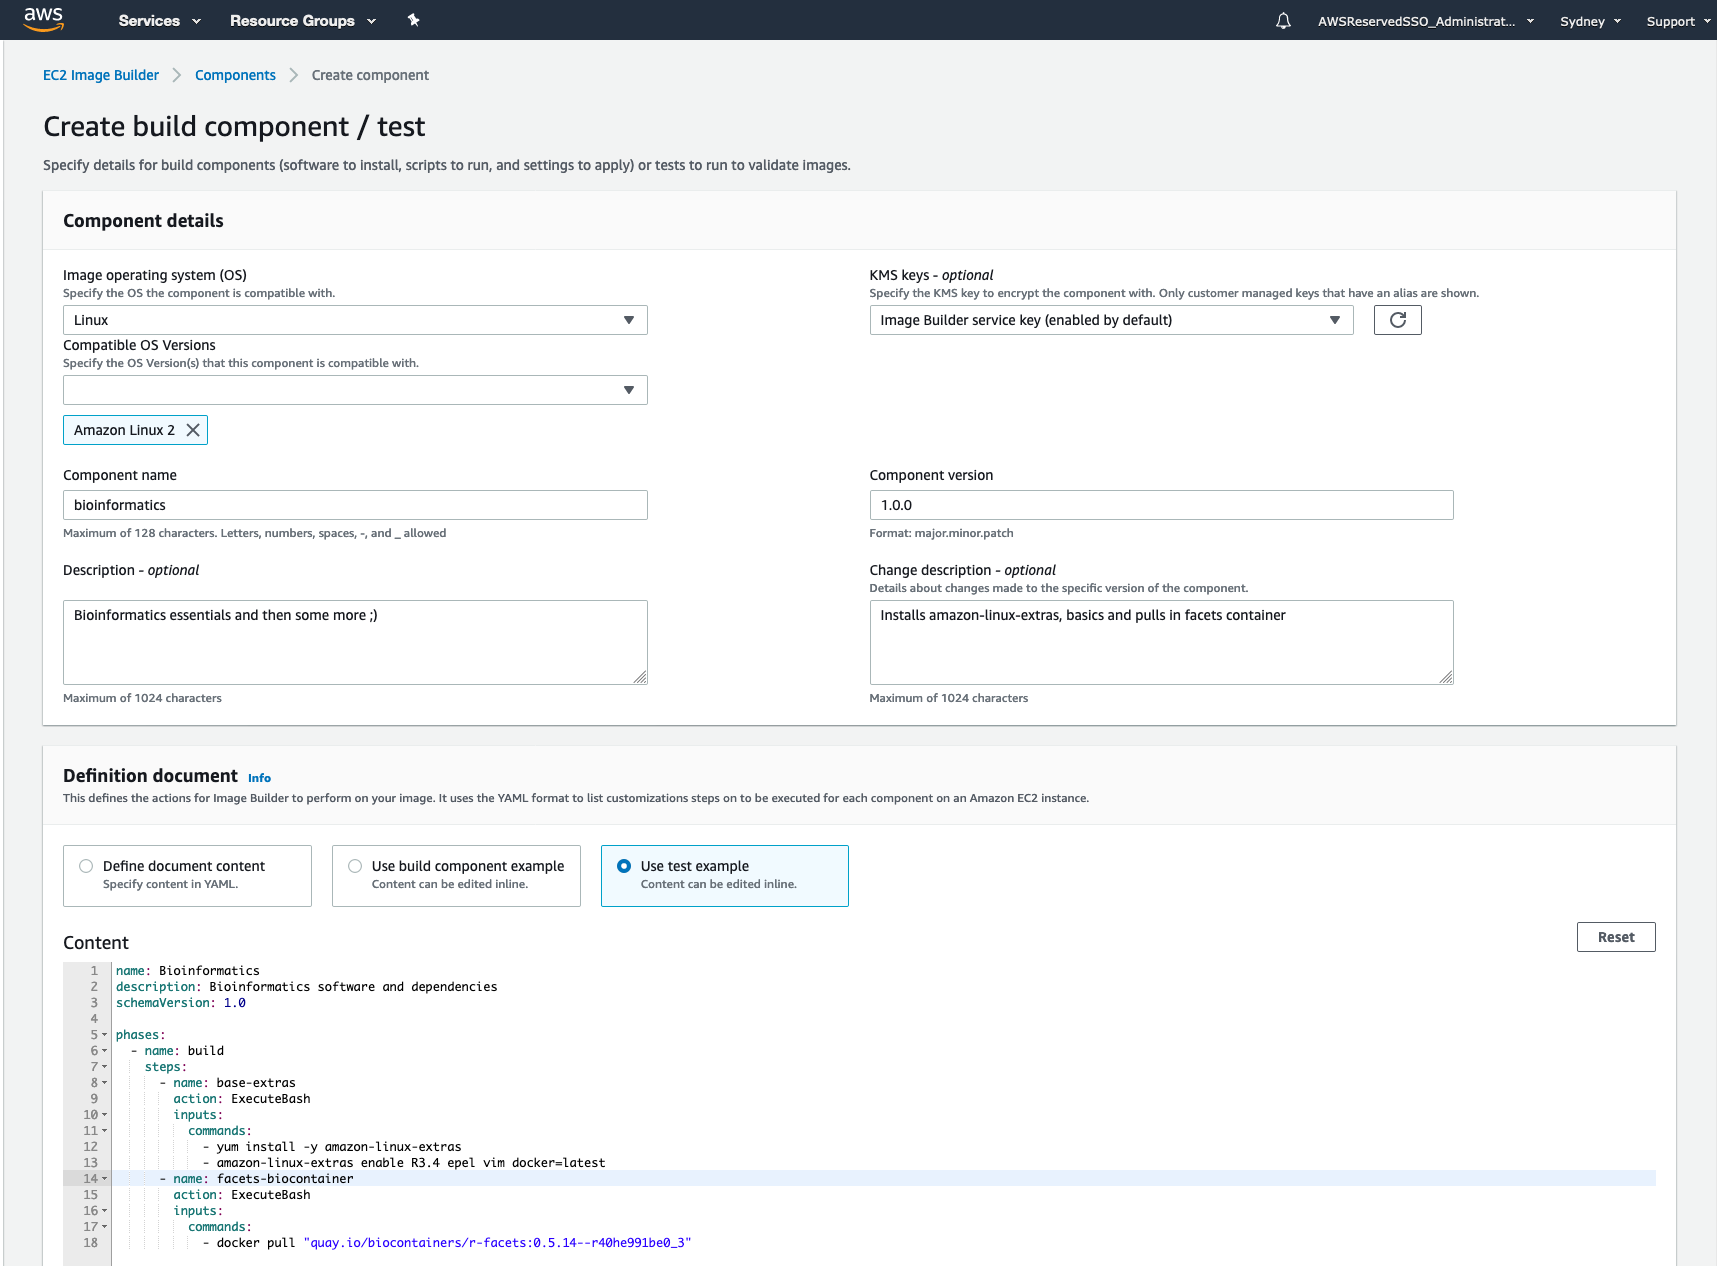 aws Services Resource Groups AWSReservedSSO_Administrat... Sydney Support
EC2 Image Builder Components Create component
Create build component / test
Specify details for build components (software to install, scripts to run, and settings to apply) or tests to run to validate images.
Component details
Image operating system (OS)
Specify the OS the component is compatible with.
Linux
Compatible OS Versions
Specify the OS Version(s) that this component is compatible with.
Amazon Linux 2
KMS keys - optional
Specify the KMS key to encrypt the component with. Only customer managed keys that have an alias are shown.
Image Builder service key (enabled by default)
Component name
bioinformatics
Maximum of 128 characters. Letters, numbers, spaces, -, and _ allowed
Component version
1.0.0
Format: major.minor.patch
Description - optional
Bioinformatics essentials and then some more ;)
Maximum of 1024 characters
Change description - optional
Details about changes made to the specific version of the component.
Installs amazon-linux-extras, basics and pulls in facets container
Maximum of 1024 characters
Definition document Info
This defines the actions for Image Builder to perform on your image. It uses the YAML format to list customizations steps on to be executed for each component on an Amazon EC2 instance.
Define document content
Specify content in YAML.
Use build component example
Content can be edited inline.
Use test example
Content can be edited inline.
Content
Reset
1 name: Bioinformatics
2 description: Bioinformatics software and dependencies
3 schemaVersion: 1.0
4
5 phases:
6 - name: build
7 steps:
8 - name: base-extras
9 action: ExecuteBash
10 inputs:
11 commands:
12 - yum install -y amazon-linux-extras
13 - amazon-linux-extras enable R3.4 epel vim docker=latest
14 - name: facets-biocontainer
15 action: ExecuteBash
16 inputs:
17 commands:
18 - docker pull "quay.io/biocontainers/r-facets:0.5.14--r40he991be0_3"